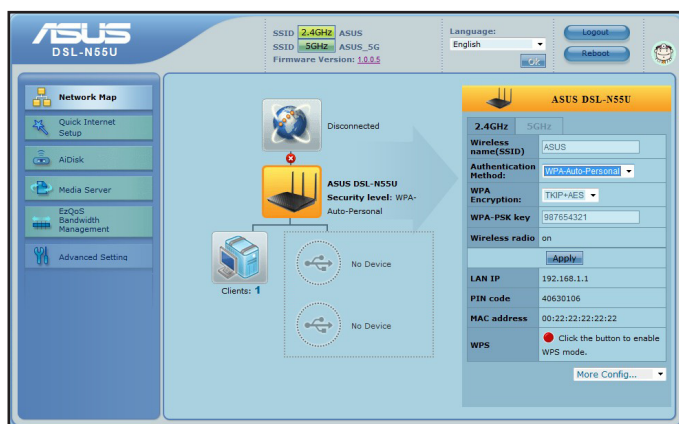 ASUS
DSL-N55U
SSID 2.4GHz ASUS
SSID 5GHz ASUS_5G
Firmware Version: 1.0.0.5
Language:
English
OK
Logout
Reboot
Network Map
Quick Internet
Setup
AiDisk
Media Server
EzQoS
Bandwidth
Management
Advanced Setting
Disconnected
ASUS DSL-N55U
Security level: WPA-
Auto-Personal
Clients: 1
No Device
No Device
ASUS DSL-N55U
2.4GHz 5GHz
Wireless
name(SSID) ASUS
Authentication
Method: WPA-Auto-Personal
WPA
Encryption: TKIP+AES
WPA-PSK key 987654321
Wireless radio on
Apply
LAN IP 192.168.1.1
PIN code 40630106
MAC address 00:22:22:22:22:22
WPS Click the button to enable
WPS mode.
More Config...